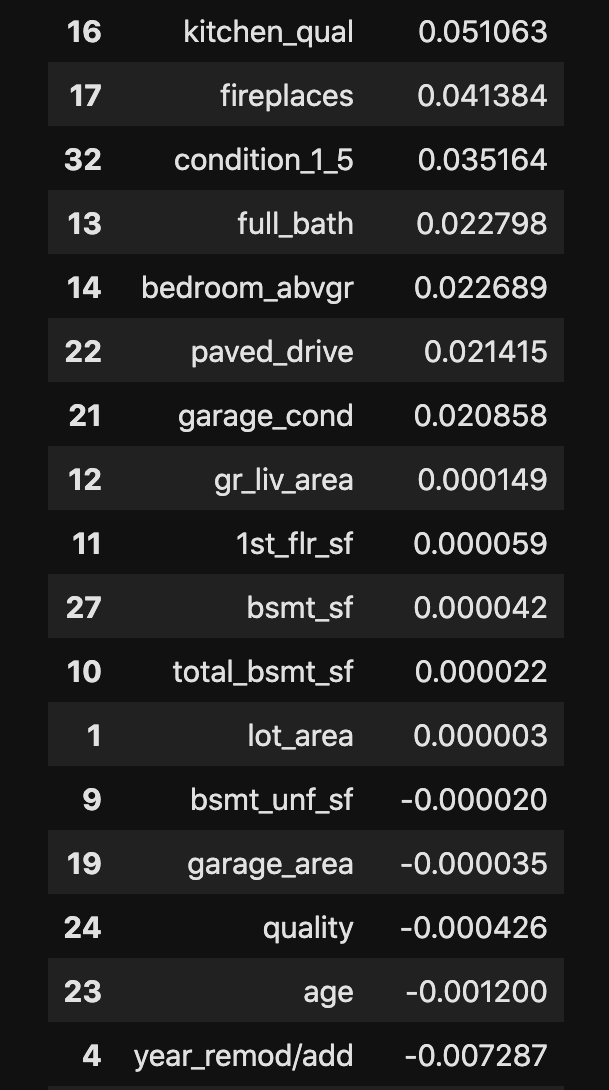 16 kitchen_qual 0.051063
17 fireplaces 0.041384
32 condition_1_5 0.035164
13 full_bath 0.022798
14 bedroom_abvgr 0.022689
22 paved_drive 0.021415
21 garage_cond 0.020858
12 gr_liv_area 0.000149
11 1st_flr_sf 0.000059
27 bsmt_sf 0.000042
10 total_bsmt_sf 0.000022
1 lot_area 0.000003
9 bsmt_unf_sf -0.000020
19 garage_area -0.000035
24 quality -0.000426
23 age -0.001200
4 year_remod/add -0.007287